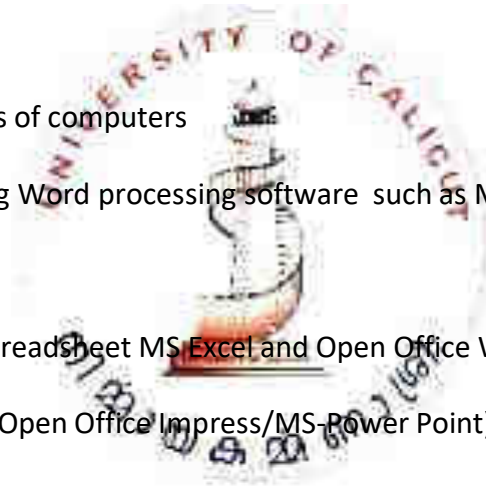 UNIVERSITY OF CALICUT
s of computers
g Word processing software such as M
readsheet MS Excel and Open Office W
Open Office Impress/MS-Power Point)